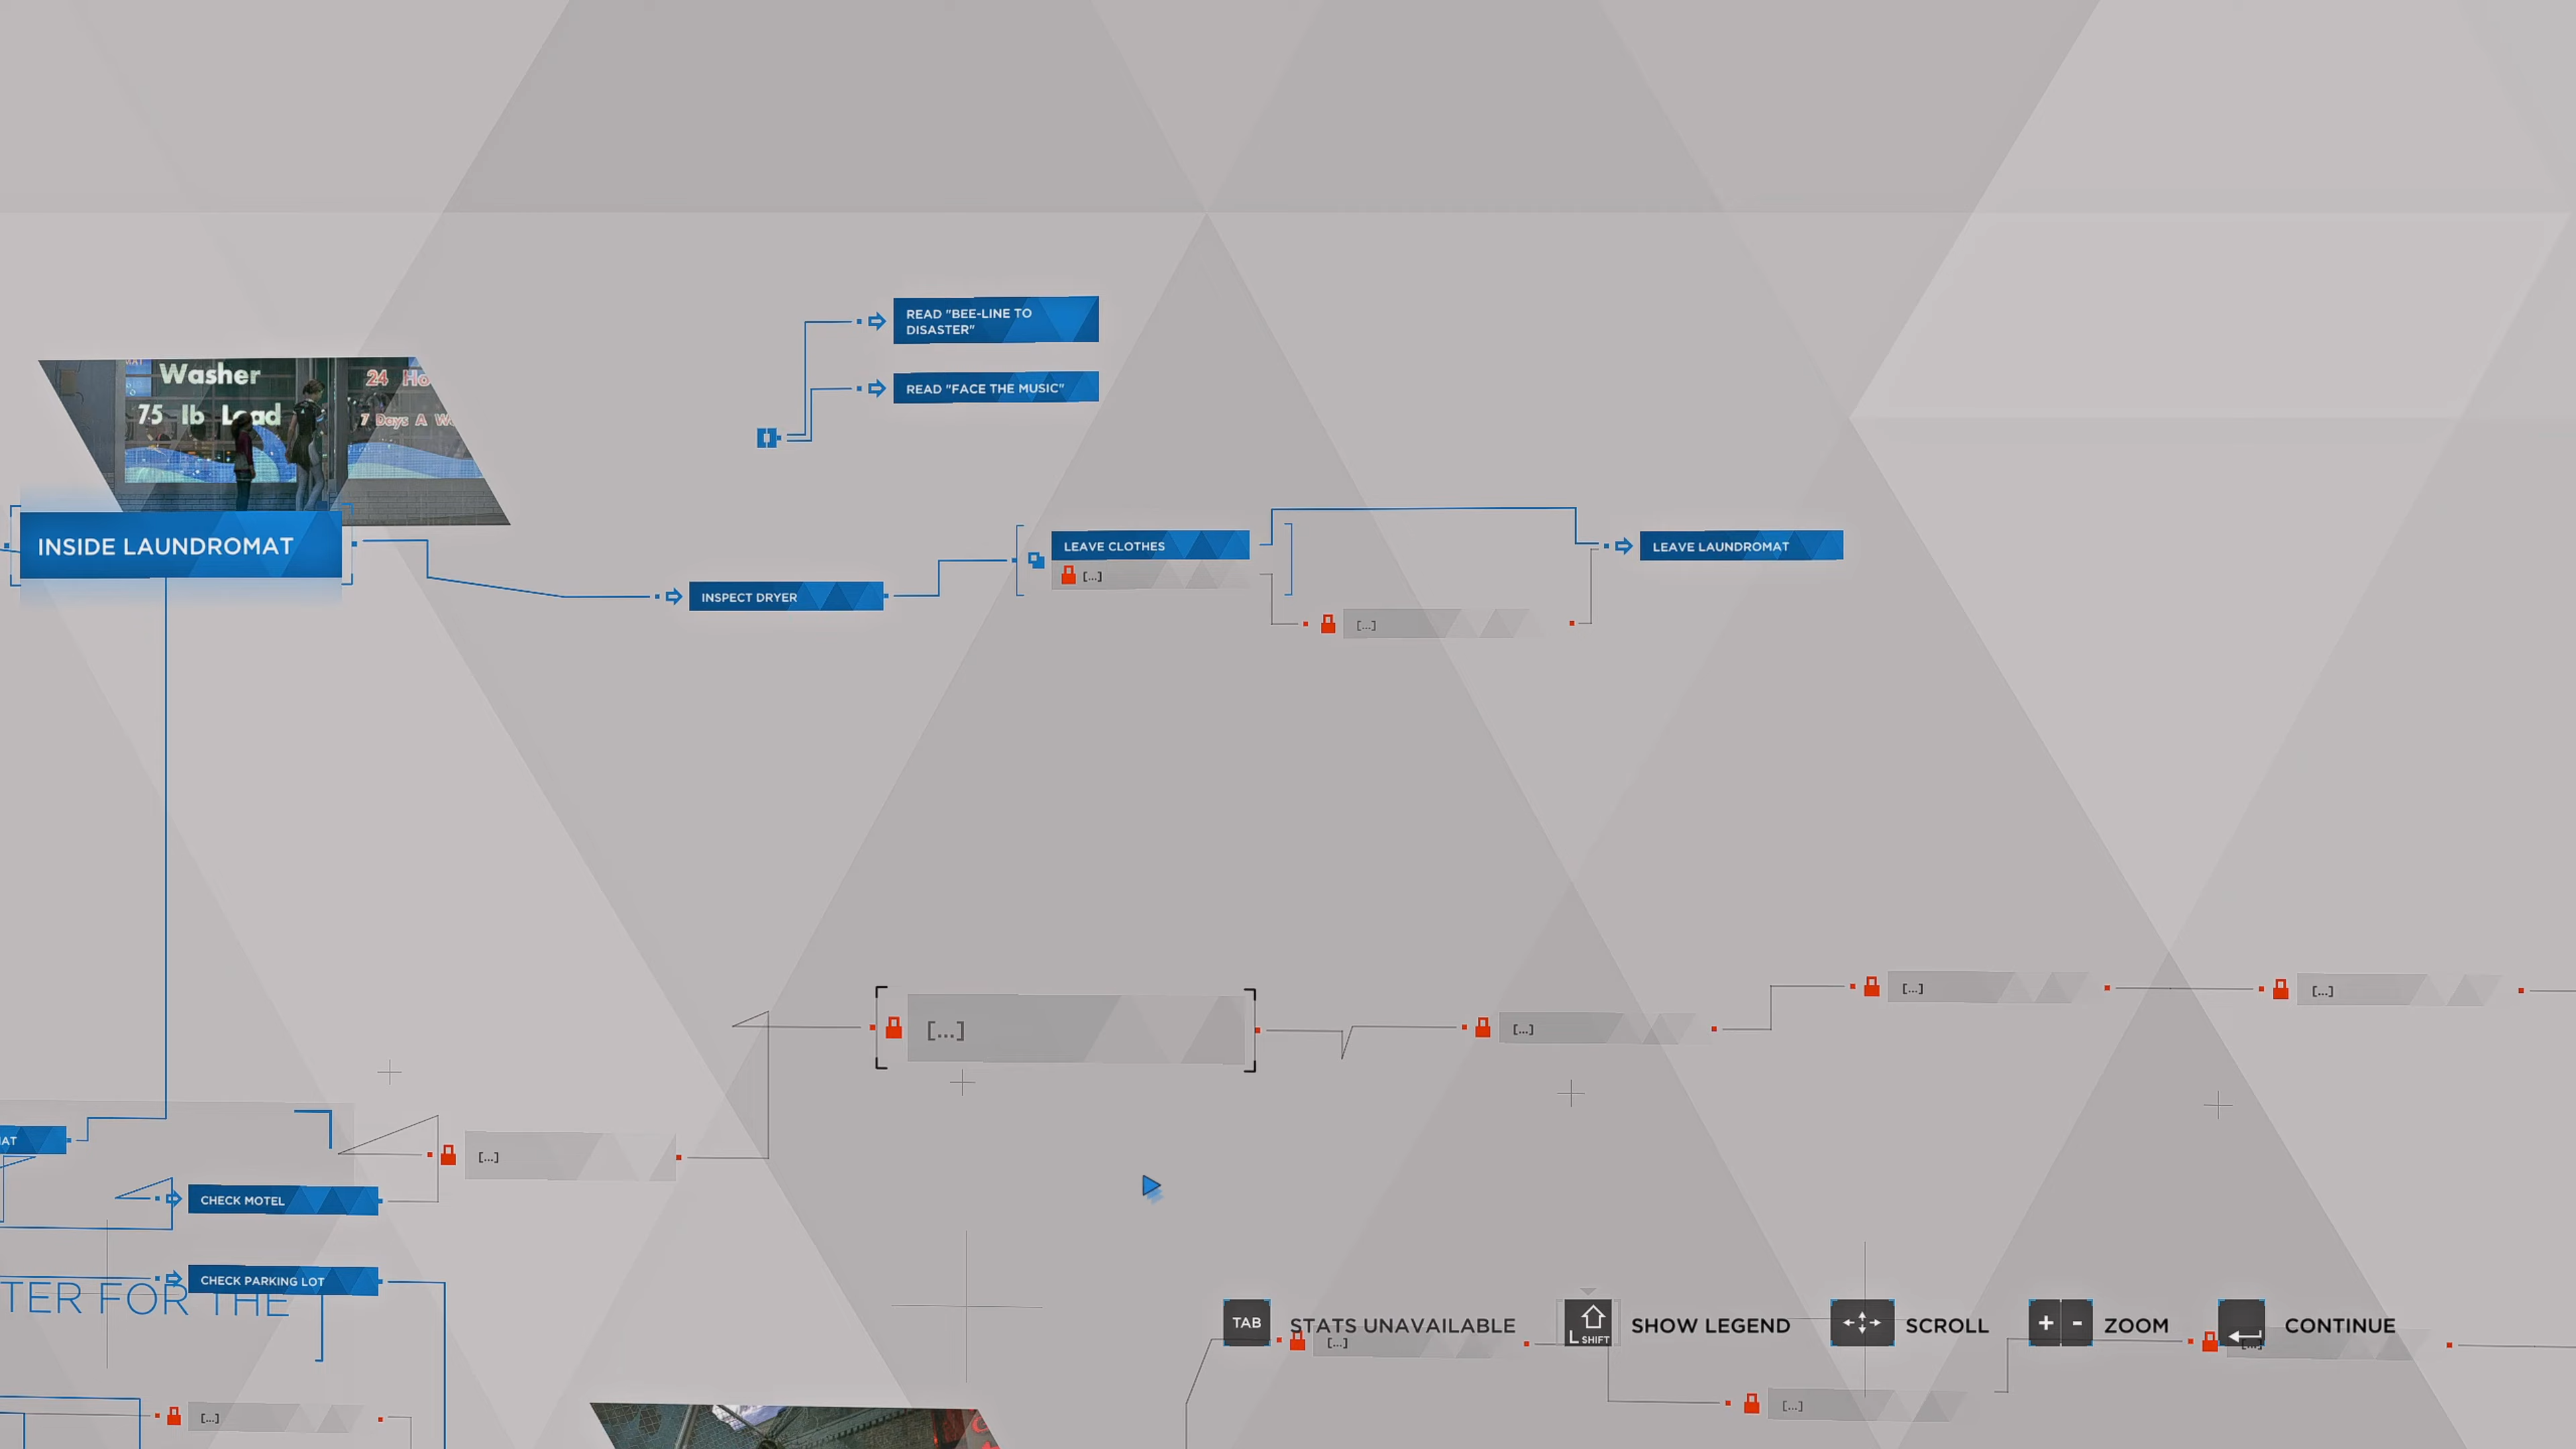 READ "BEE-LINE TO
DISASTER"
READ "FACE THE MUSIC"
Washer
75 lb Load
24 Ho
7 Days A W
INSIDE LAUNDROMAT
LEAVE CLOTHES
[...]
LEAVE LAUNDROMAT
INSPECT DRYER
[...]
[...]
[...]
[...]
[...]
AT
[...]
CHECK MOTEL
CHECK PARKING LOT
TER FOR THE
TAB STATS UNAVAILABLE
L SHIFT SHOW LEGEND
SCROLL
+ - ZOOM
CONTINUE
[...]
[...]
[...]
[...]